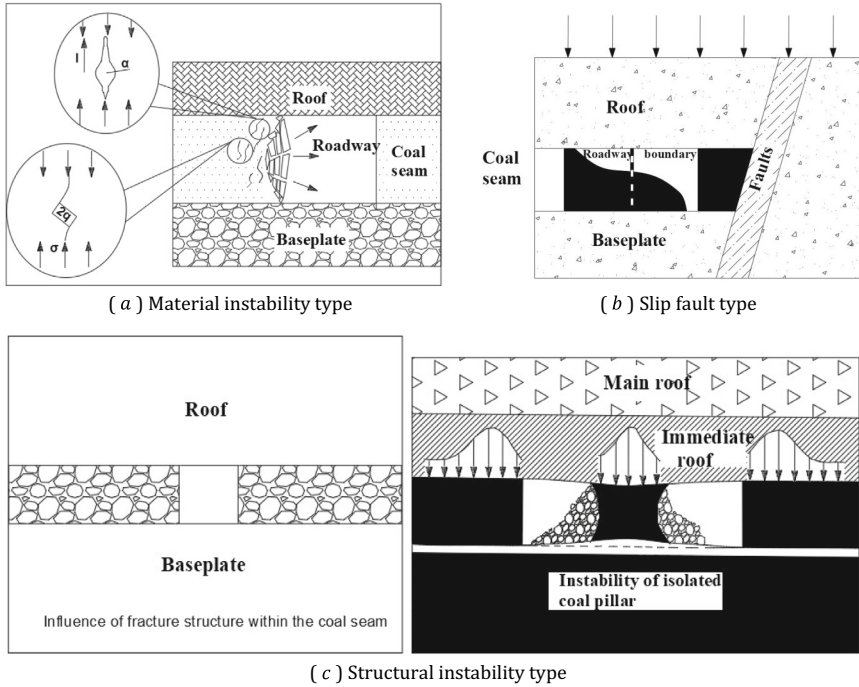 I
α
2q
σ
Roof
Roadway
Coal
seam
Baseplate
( a ) Material instability type
Roof
Coal
seam
Roadway boundary
Faults
Baseplate
( b ) Slip fault type
Roof
Baseplate
Influence of fracture structure within the coal seam
Main roof
Immediate
roof
Instability of isolated
coal pillar
( c ) Structural instability type